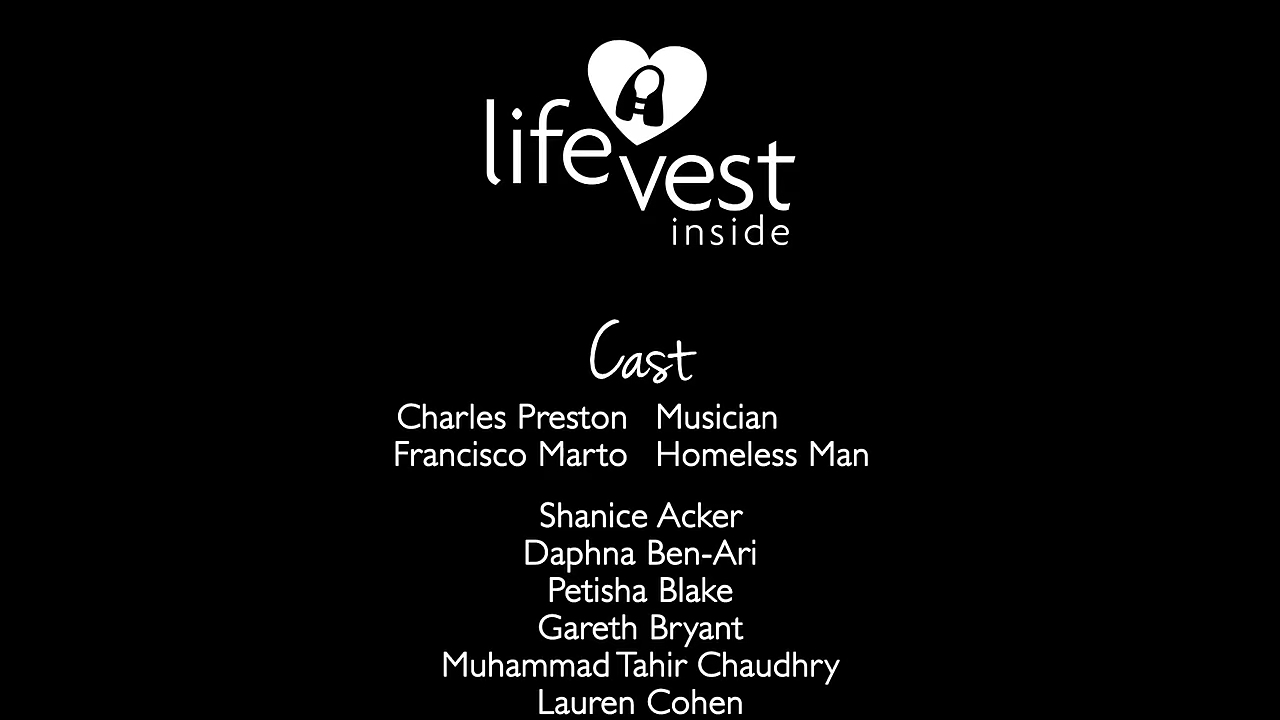 life vest
inside
Cast
Charles Preston Musician
Francisco Marto Homeless Man
Shanice Acker
Daphna Ben-Ari
Petisha Blake
Gareth Bryant
Muhammad Tahir Chaudhry
Lauren Cohen